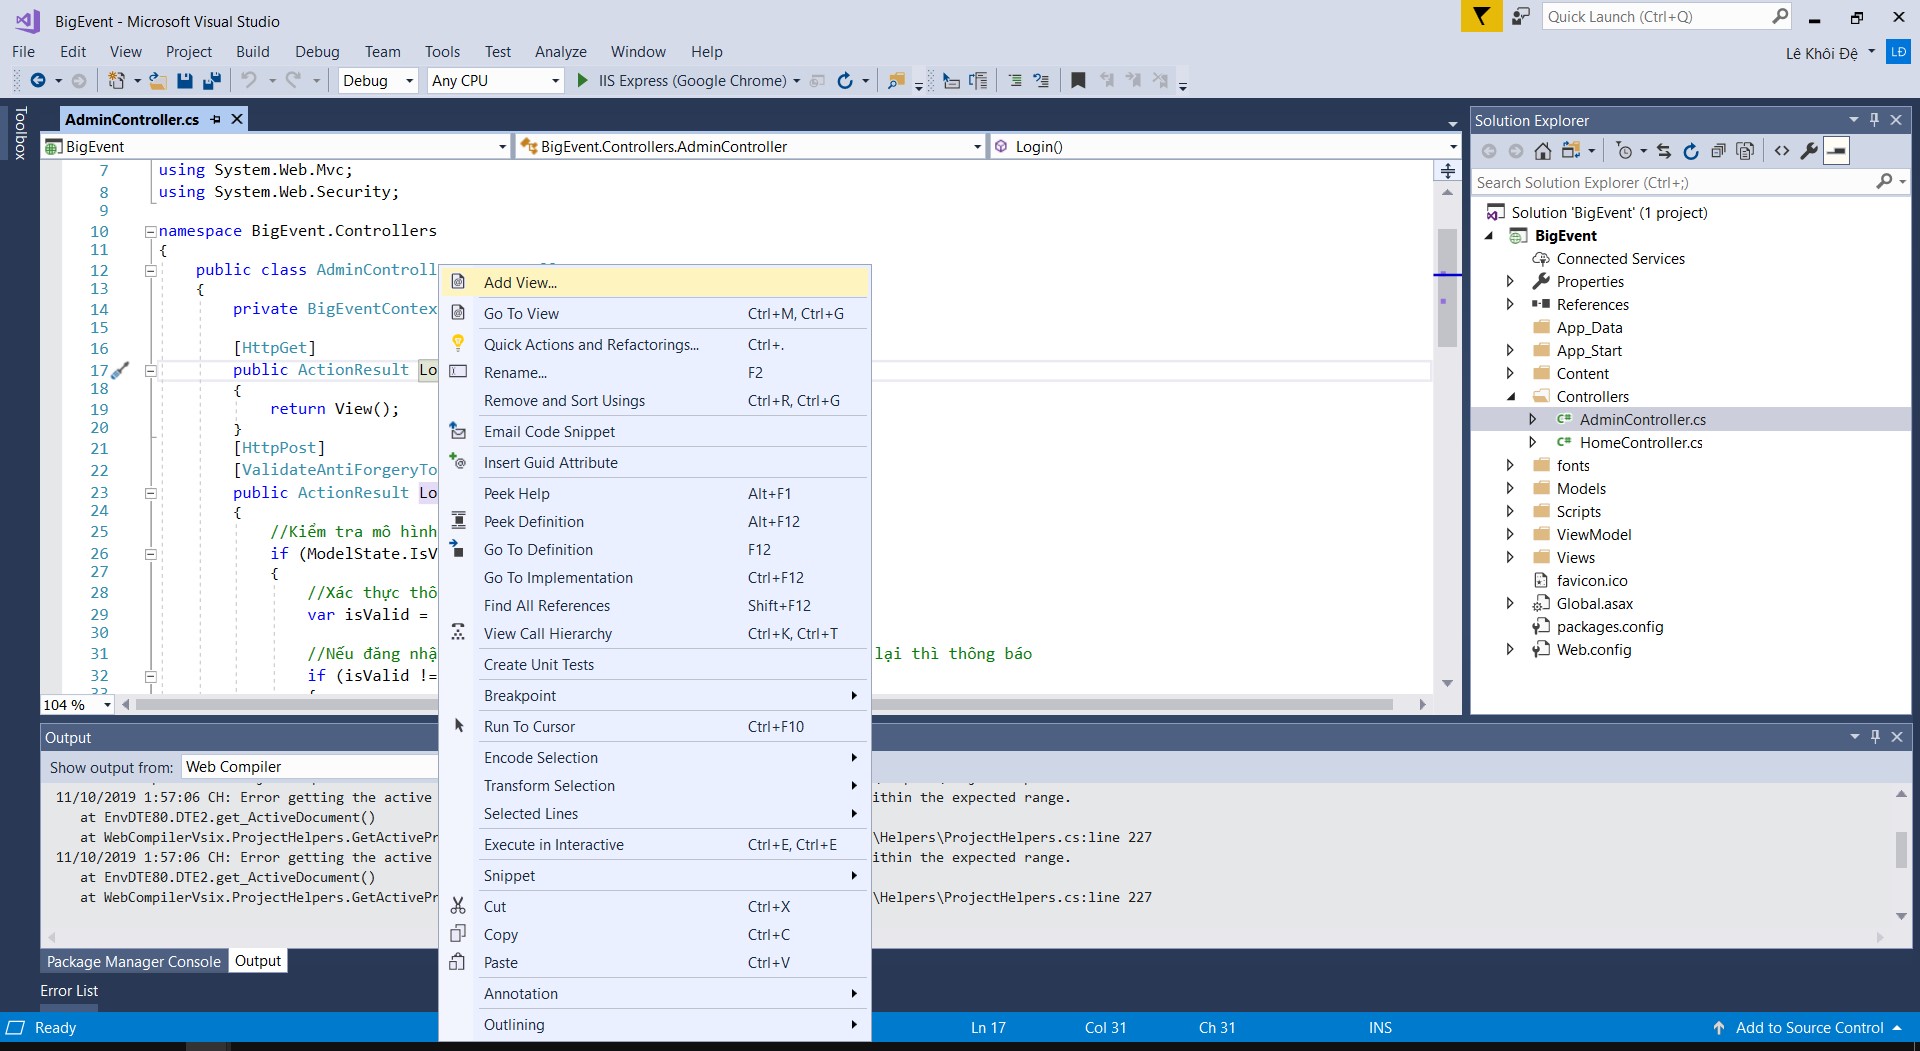 BigEvent - Microsoft Visual Studio
Quick Launch (Ctrl+Q)
File Edit View Project Build Debug Team Tools Test Analyze Window Help
Lê Khôi Đệ LĐ
Debug Any CPU IIS Express (Google Chrome)
Toolbox
AdminController.cs
BigEvent BigEvent.Controllers.AdminController Login()
7 using System.Web.Mvc;
8 using System.Web.Security;
9
10 namespace BigEvent.Controllers
11 {
12 public class AdminControll
13 {
14 private BigEventContex
15
16 [HttpGet]
17 public ActionResult Lo
18 {
19 return View();
20 }
21 [HttpPost]
22 [ValidateAntiForgeryTo
23 public ActionResult Lo
24 {
25 //Kiểm tra mô hình
26 if (ModelState.IsV
27 {
28 //Xác thực thô
29 var isValid =
30
31 //Nếu đăng nhậ lại thì thông báo
32 if (isValid !=
33 {
104 %
Add View...
Go To View Ctrl+M, Ctrl+G
Quick Actions and Refactorings... Ctrl+.
Rename... F2
Remove and Sort Usings Ctrl+R, Ctrl+G
Email Code Snippet
Insert Guid Attribute
Peek Help Alt+F1
Peek Definition Alt+F12
Go To Definition F12
Go To Implementation Ctrl+F12
Find All References Shift+F12
View Call Hierarchy Ctrl+K, Ctrl+T
Create Unit Tests
Breakpoint
Run To Cursor Ctrl+F10
Encode Selection
Transform Selection
Selected Lines
Execute in Interactive Ctrl+E, Ctrl+E
Snippet
Cut Ctrl+X
Copy Ctrl+C
Paste Ctrl+V
Annotation
Outlining
Solution Explorer
Search Solution Explorer (Ctrl+;)
Solution 'BigEvent' (1 project)
BigEvent
Connected Services
Properties
References
App_Data
App_Start
Content
Controllers
C# AdminController.cs
C# HomeController.cs
fonts
Models
Scripts
ViewModel
Views
favicon.ico
Global.asax
packages.config
Web.config
Output
Show output from: Web Compiler
11/10/2019 1:57:06 CH: Error getting the active ithin the expected range.
at EnvDTE80.DTE2.get_ActiveDocument()
at WebCompilerVsix.ProjectHelpers.GetActivePr \Helpers\ProjectHelpers.cs:line 227
11/10/2019 1:57:06 CH: Error getting the active ithin the expected range.
at EnvDTE80.DTE2.get_ActiveDocument()
at WebCompilerVsix.ProjectHelpers.GetActivePr \Helpers\ProjectHelpers.cs:line 227
Package Manager Console Output
Error List
Ready Ln 17 Col 31 Ch 31 INS Add to Source Control